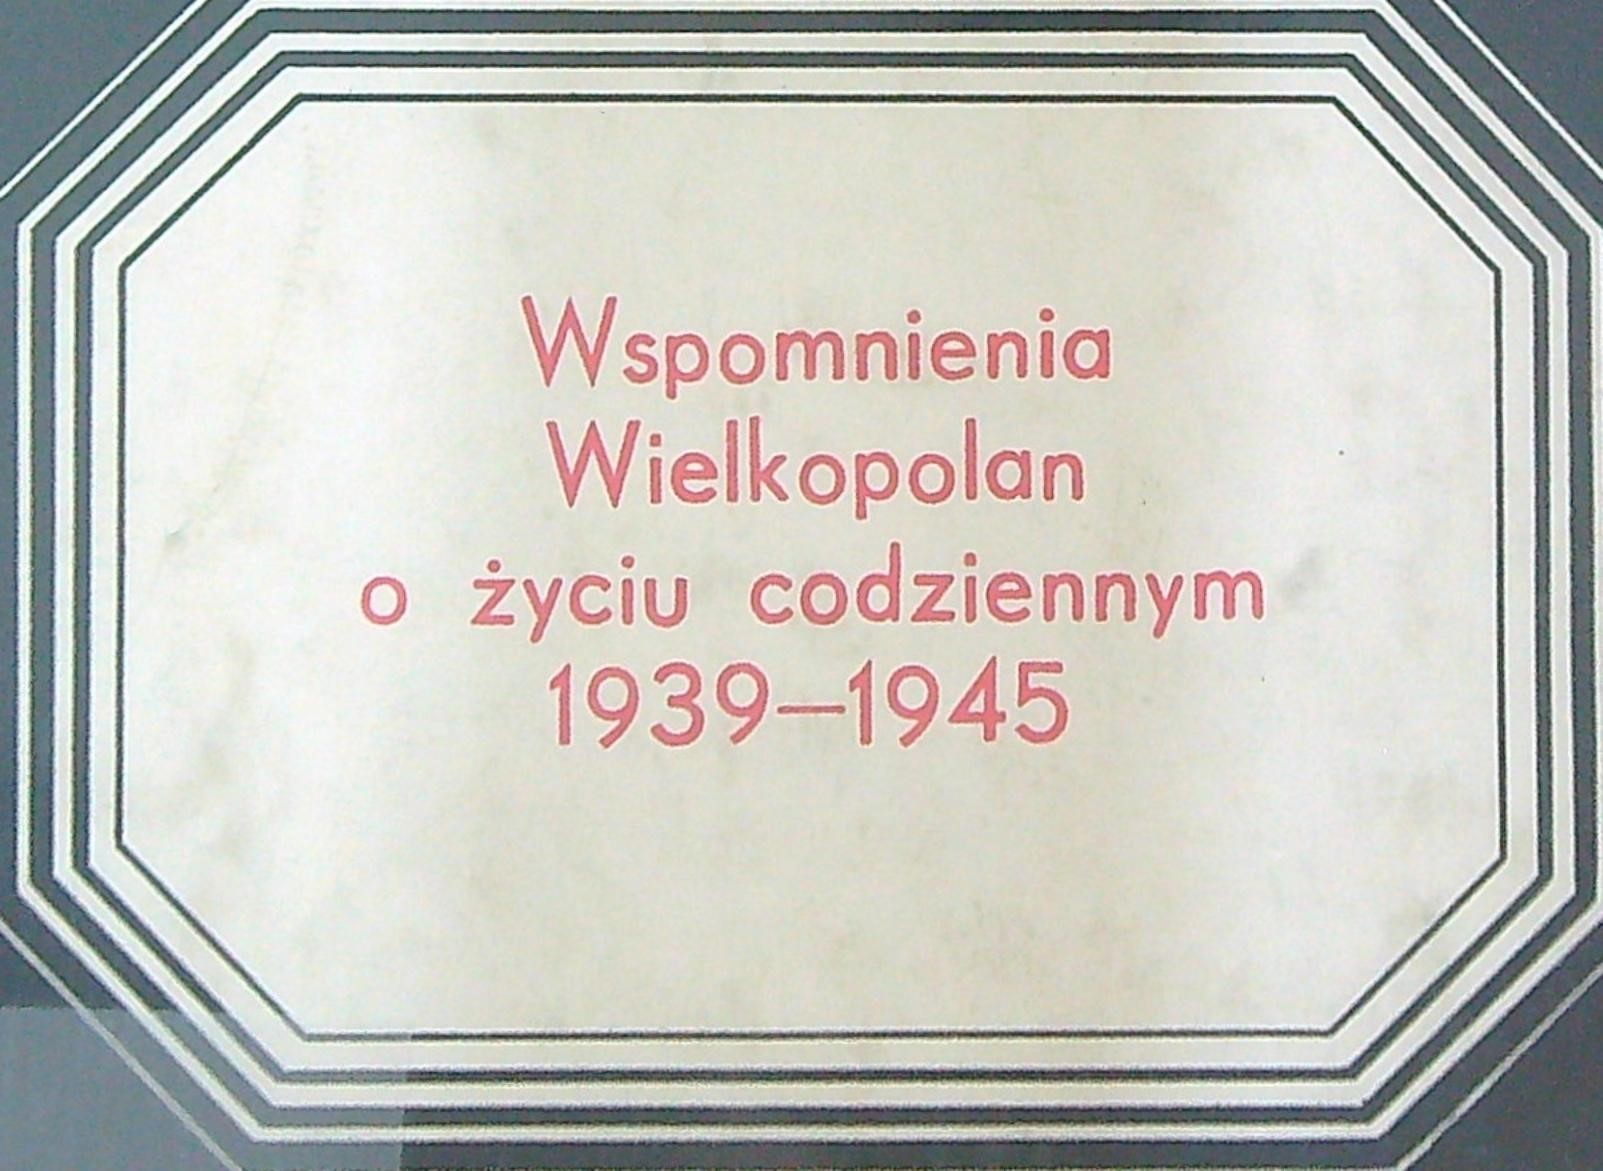 Wspomnienia
Wielkopolan
o życiu codziennym
1939—1945